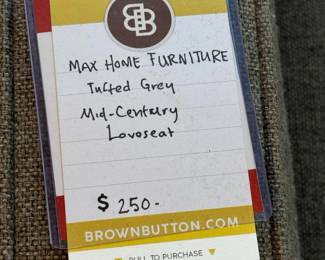 BB
MAX HOME FURNITURE
Tufted Grey
Mid-Century
Loveseat
$ 250-
BROWNBUTTON.COM
PULL TO PURCHASE